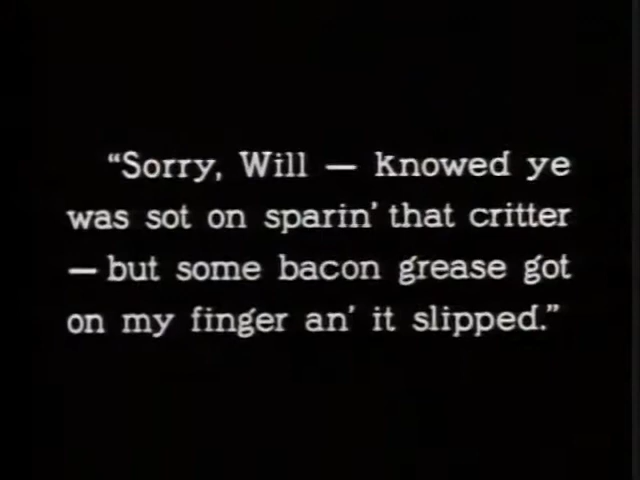 "Sorry, Will — knowed ye
was sot on sparin' that critter
— but some bacon grease got
on my finger an' it slipped."